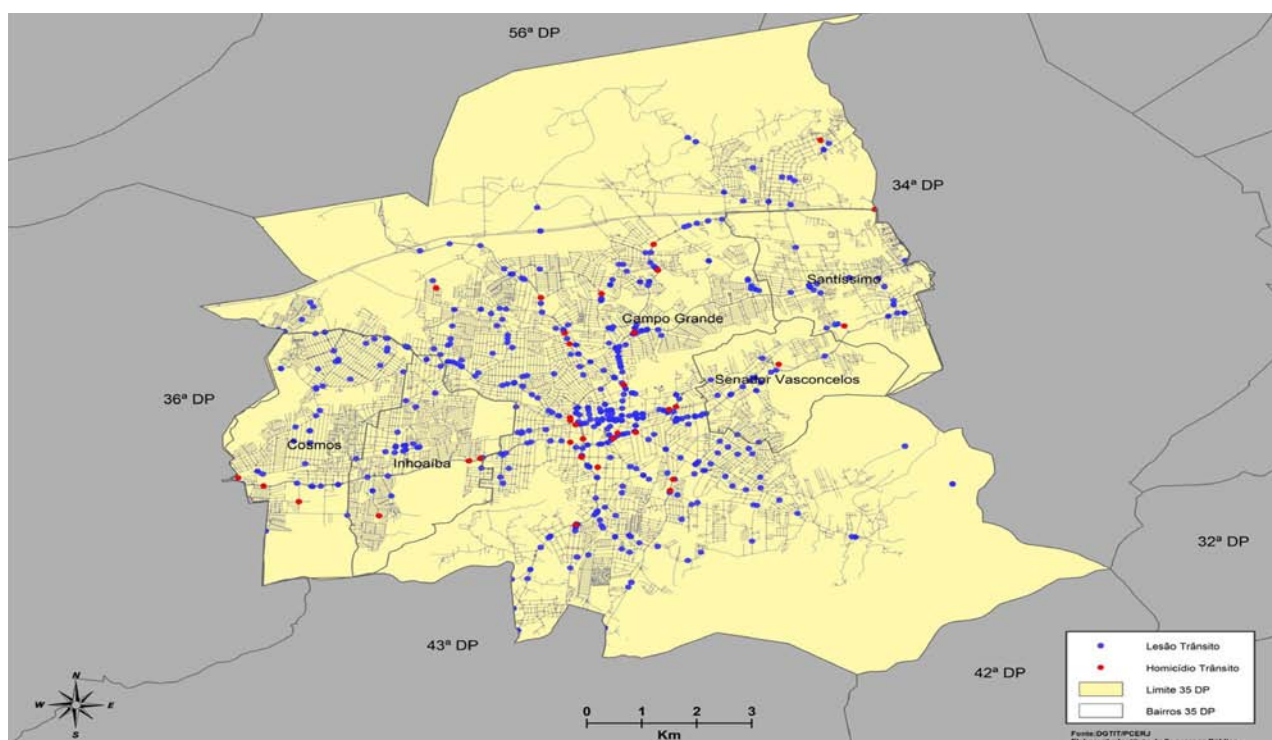 56ª DP
34ª DP
Santíssimo
Campo Grande
Senador Vasconcelos
36ª DP
Cosmos
Inhoaíba
32ª DP
43ª DP
42ª DP
N
W E
S
0 1 2 3
Km
Lesão Trânsito
Homicídio Trânsito
Limite 35 DP
Bairros 35 DP
Fonte:DGTIT/PCERJ